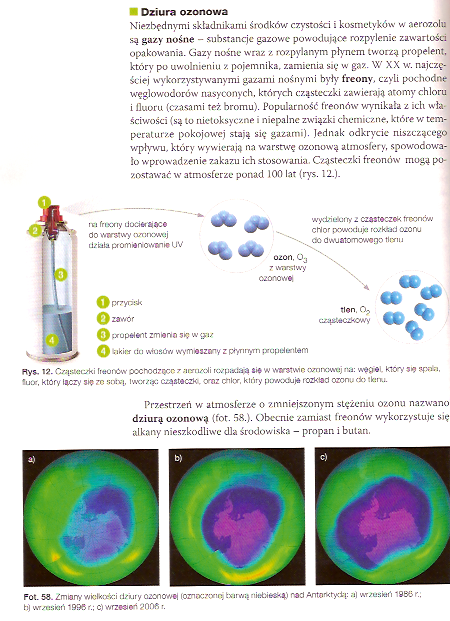 Dziura ozonowa
Niezbędnymi składnikami środków czystości i kosmetyków w aerozolu
są gazy nośne – substancje gazowe powodujące rozpylenie zawartości
opakowania. Gazy nośne wraz z rozpylanym płynem tworzą propelent,
który po uwolnieniu z pojemnika, zamienia się w gaz. W XX w. najczę-
ściej wykorzystywanymi gazami nośnymi były freony, czyli pochodne
węglowodorów nasyconych, których cząsteczki zawierają atomy chloru
i fluoru (czasami też bromu). Popularność freonów wynikała z ich wła-
ściwości (są to nietoksyczne i niepalne związki chemiczne, które w tem-
peraturze pokojowej stają się gazami). Jednak odkrycie niszczącego
wpływu, który wywierają na warstwę ozonową atmosfery, spowodowa-
ło wprowadzenie zakazu ich stosowania. Cząsteczki freonów mogą po-
zostawać w atmosferze ponad 100 lat (rys. 12.).
1
2
3
4
na freony docierające
do warstwy ozonowej
działa promieniowanie UV
ozon, O3
z warstwy
ozonowej
wydzielony z cząsteczek freonów
chlor powoduje rozkład ozonu
do dwuatomowego tlenu
tlen, O2
cząsteczkowy
1 przycisk
2 zawór
3 propelent zmienia się w gaz
4 lakier do włosów wymieszany z płynnym propelentem
Rys. 12. Cząsteczki freonów pochodzące z aerozoli rozpadają się w warstwie ozonowej na: węgiel, który się spala,
fluor, który łączy się ze sobą, tworząc cząsteczki, oraz chlor, który powoduje rozkład ozonu do tlenu.
Przestrzeń w atmosferze o zmniejszonym stężeniu ozonu nazwano
dziurą ozonową (fot. 58.). Obecnie zamiast freonów wykorzystuje się
alkany nieszkodliwe dla środowiska – propan i butan.
a)
b)
c)
Fot. 58. Zmiany wielkości dziury ozonowej (oznaczonej barwą niebieską) nad Antarktydą: a) wrzesień 1986 r.;
b) wrzesień 1996 r.; c) wrzesień 2006 r.